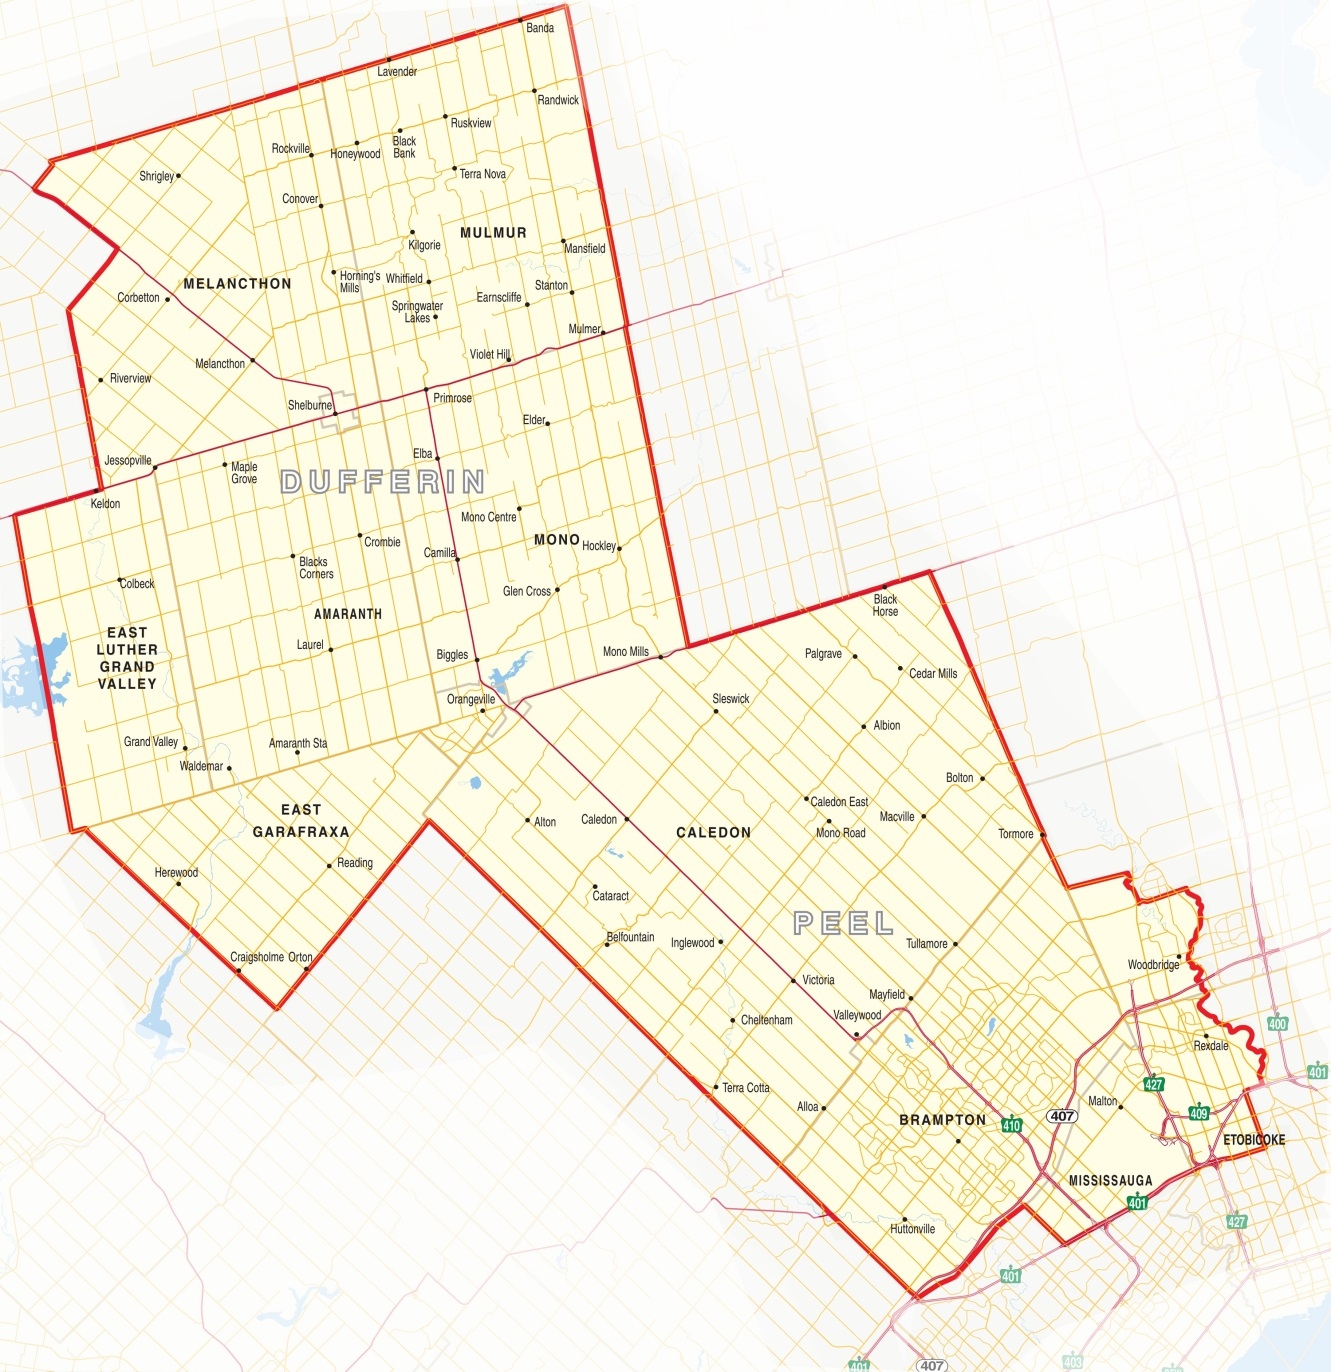 Banda
Lavender
Randwick
Ruskview
Black
Bank
Rockville
Honeywood
Shrigley
Terra Nova
Conover
MULMUR
Kilgorie
Mansfield
MELANCTHON
Horning's
Mills
Whitfield
Stanton
Corbetton
Earnscliffe
Springwater
Lakes
Mulmer
Violet Hill
Melancthon
Riverview
Primrose
Shelburne
Elder
Elba
Jessopville
Maple
Grove
DUFFERIN
Keldon
Mono Centre
MONO
Hockley
Crombie
Camilla
Blacks
Corners
Colbeck
Glen Cross
Black
Horse
AMARANTH
EAST
LUTHER
GRAND
VALLEY
Laurel
Biggles
Mono Mills
Palgrave
Cedar Mills
Orangeville
Sleswick
Albion
Grand Valley
Amaranth Sta
Waldemar
Bolton
Caledon East
EAST
GARAFRAXA
Alton
Caledon
CALEDON
Mono Road
Macville
Tormore
Reading
Herewood
Cataract
PEEL
Belfountain
Inglewood
Tullamore
Craigsholme
Orton
Woodbridge
Victoria
Mayfield
Valleywood
Cheltenham
400
Rexdale
401
Terra Cotta
427
Alloa
Malton
409
BRAMPTON
410
407
ETOBICOKE
MISSISSAUGA
401
Huttonville
427
401
401
407
403